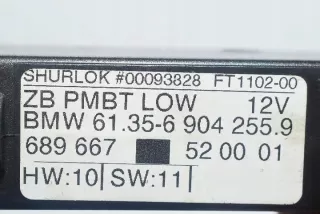 SHURLOK #00093828 FT1102-00
ZB PMBT LOW 12V
BMW 61.35-6 904 255.9
689 667 52 00 01
HW:10 SW:11